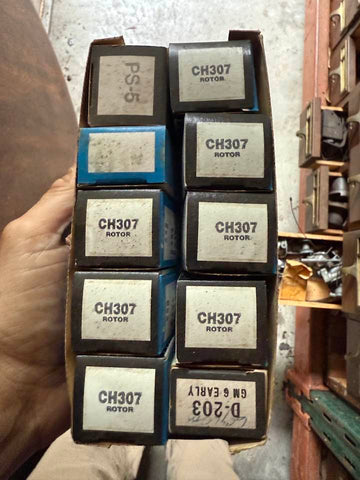 PS-5
CH307
ROTOR
CH307
ROTOR
CH307
ROTOR
CH307
ROTOR
CH307
ROTOR
CH307
ROTOR
CH307
ROTOR
D-203
GM 6 EARLY